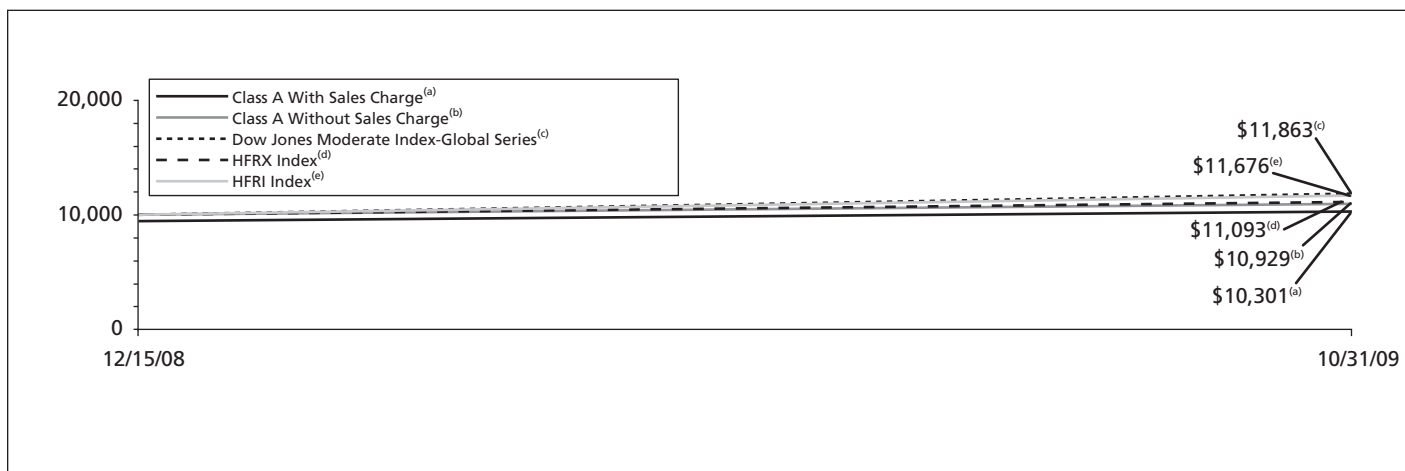 20,000
Class A With Sales Charge(a)
Class A Without Sales Charge(b)
Dow Jones Moderate Index-Global Series(c)
HFRX Index(d)
HFRI Index(e)
$11,863(c)
$11,676(e)
10,000
$11,093(d)
$10,929(b)
$10,301(a)
0
12/15/08
10/31/09